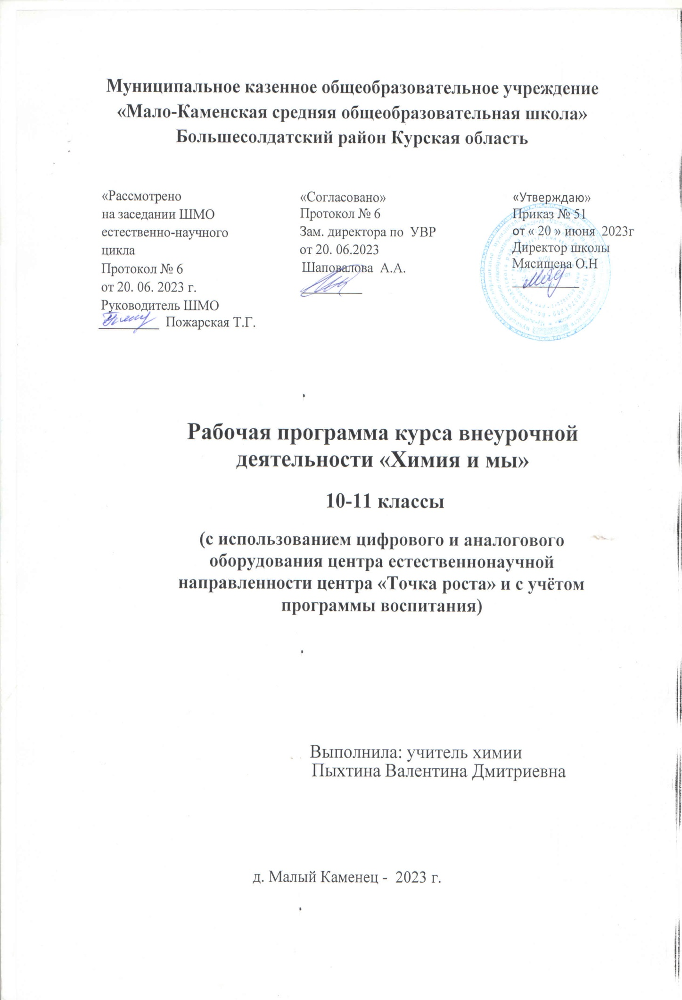 Муниципальное казенное общеобразовательное учреждение
«Мало-Каменская средняя общеобразовательная школа»
Большесолдатский район Курская область
«Рассмотрено
на заседании ШМО
естественно-научного
цикла
Протокол № 6
от 20. 06. 2023 г.
Руководитель ШМО
Пожарская Т.Г.
«Согласовано»
Протокол № 6
Зам. директора по УВР
от 20. 06.2023
Шаповалова А.А.
«Утверждаю»
Приказ № 51
от « 20 » июня 2023г
Директор школы
Мясищева О.Н
Рабочая программа курса внеурочной
деятельности «Химия и мы»
10-11 классы
(с использованием цифрового и аналогового
оборудования центра естественнонаучной
направленности центра «Точка роста» и с учётом
программы воспитания)
Выполнила: учитель химии
Пыхтина Валентина Дмитриевна
д. Малый Каменец - 2023 г.